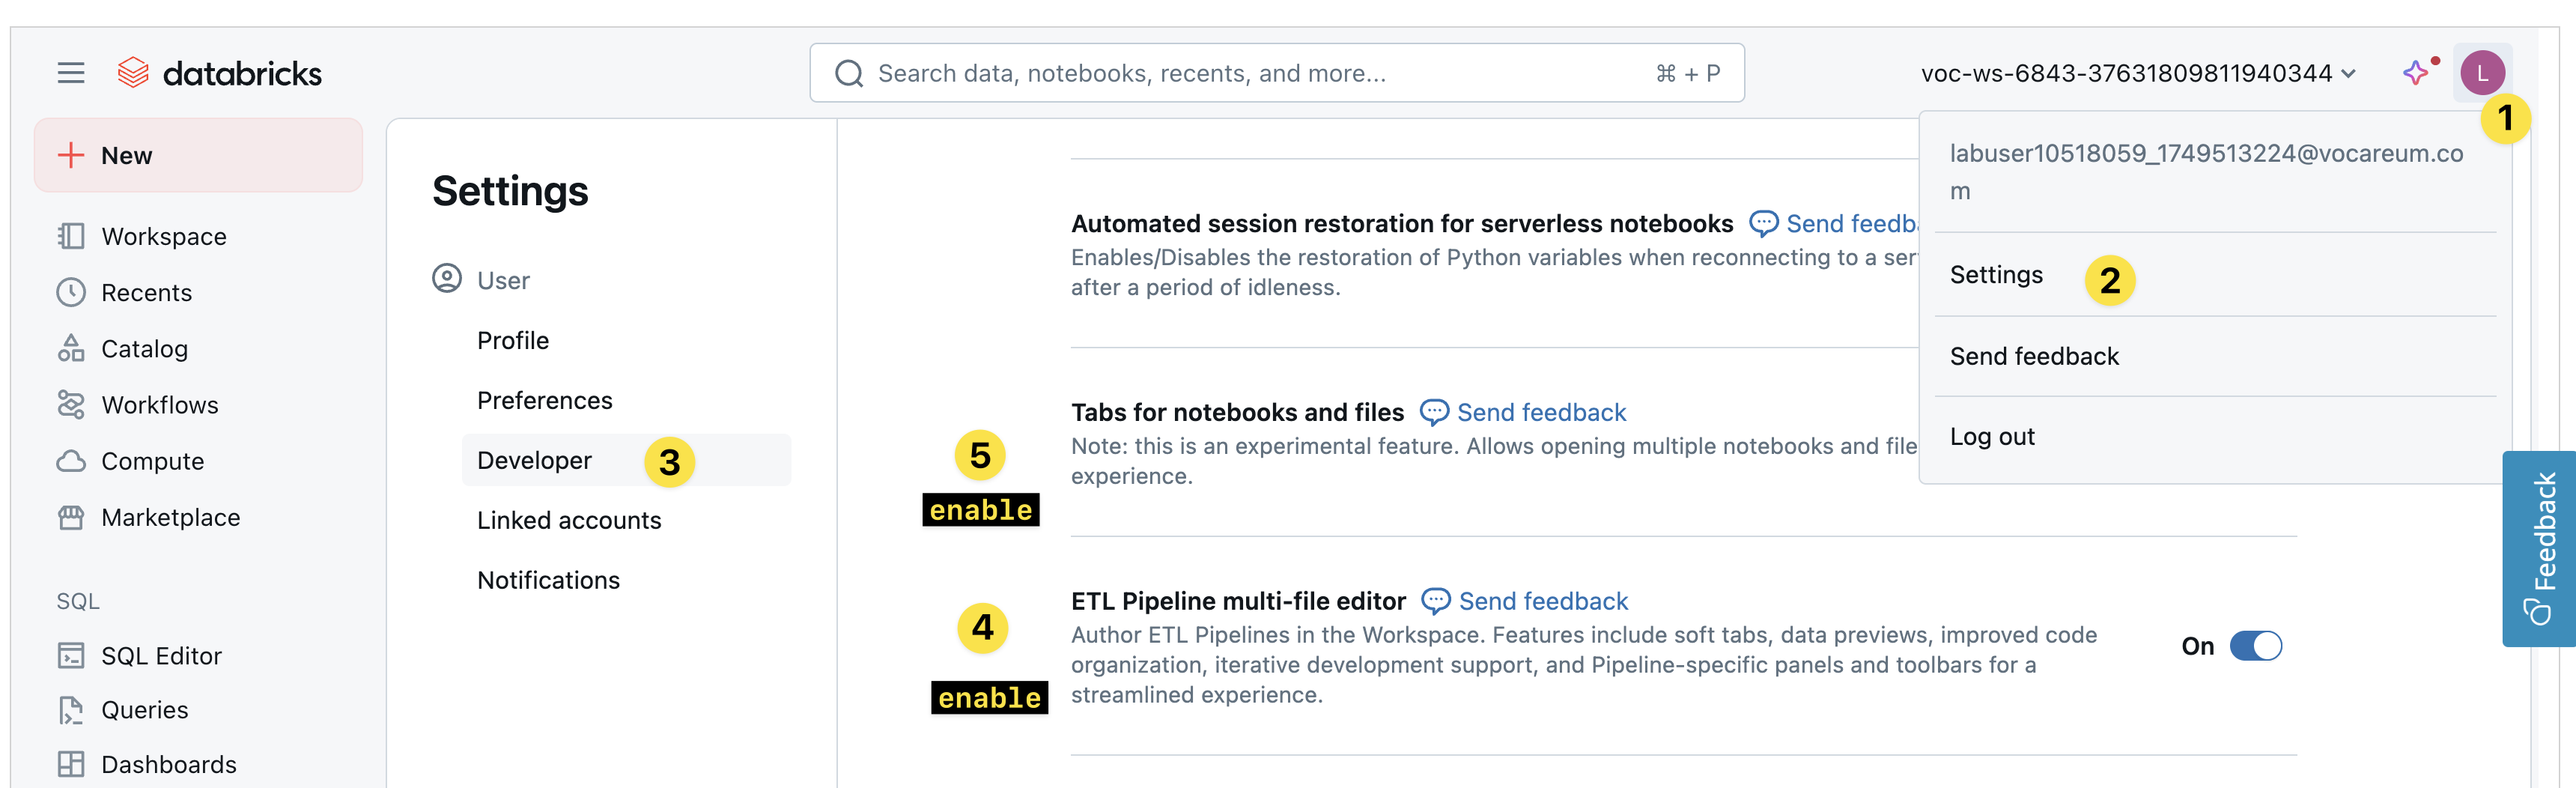 databricks
Search data, notebooks, recents, and more...
⌘ + P
voc-ws-6843-37631809811940344
L
1
New
Workspace
Recents
Catalog
Workflows
Compute
Marketplace
SQL
SQL Editor
Queries
Dashboards
Settings
User
Profile
Preferences
Developer
3
Linked accounts
Notifications
Automated session restoration for serverless notebooks Send feedba
Enables/Disables the restoration of Python variables when reconnecting to a ser
after a period of idleness.
5
enable
Tabs for notebooks and files Send feedback
Note: this is an experimental feature. Allows opening multiple notebooks and file
experience.
4
enable
ETL Pipeline multi-file editor Send feedback
Author ETL Pipelines in the Workspace. Features include soft tabs, data previews, improved code
organization, iterative development support, and Pipeline-specific panels and toolbars for a
streamlined experience.
On
labuser10518059_1749513224@vocareum.co
m
Settings
2
Send feedback
Log out
Feedback